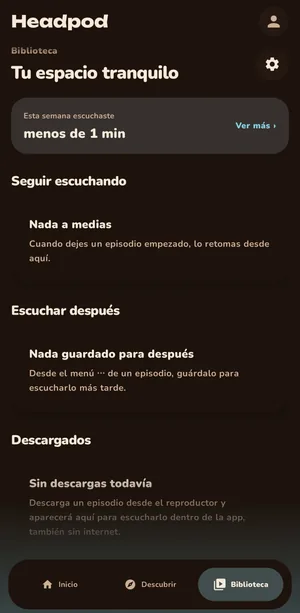 Headpod
Biblioteca
Tu espacio tranquilo
Esta semana escuchaste
menos de 1 min
Ver más ›
Seguir escuchando
Nada a medias
Cuando dejes un episodio empezado, lo retomas desde
aquí.
Escuchar después
Nada guardado para después
Desde el menú ··· de un episodio, guárdalo para
escucharlo más tarde.
Descargados
Sin descargas todavía
Descarga un episodio desde el reproductor y
aparecerá aquí para escucharlo dentro de la app,
también sin internet.
Inicio
Descubrir
Biblioteca